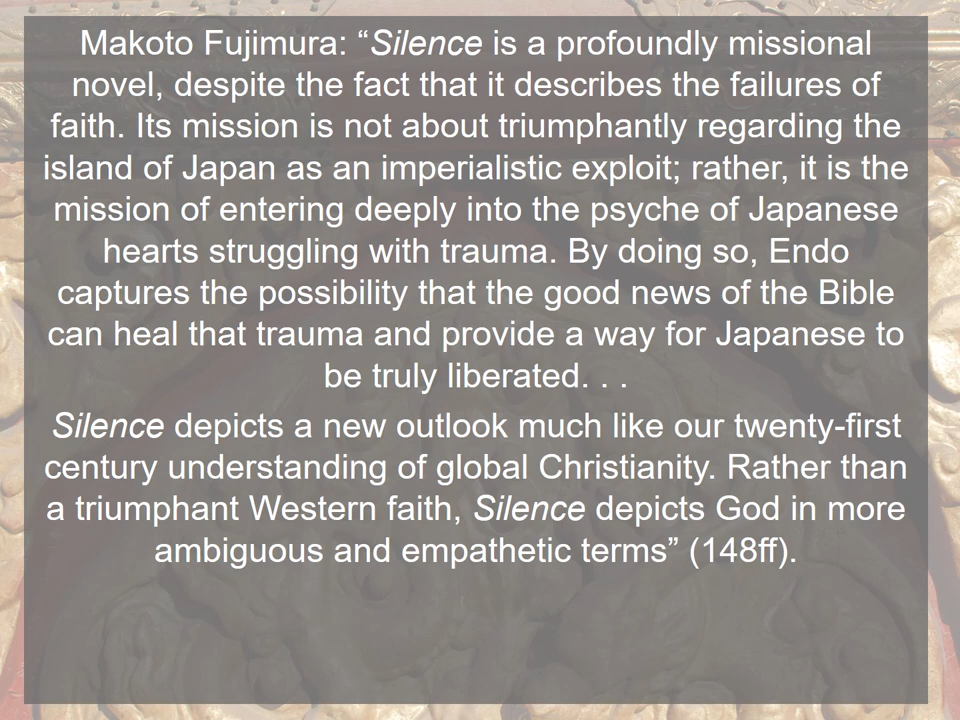 Makoto Fujimura: “Silence is a profoundly missional
novel, despite the fact that it describes the failures of
faith. Its mission is not about triumphantly regarding the
island of Japan as an imperialistic exploit; rather, it is the
mission of entering deeply into the psyche of Japanese
hearts struggling with trauma. By doing so, Endo
captures the possibility that the good news of the Bible
can heal that trauma and provide a way for Japanese to
be truly liberated. . .
Silence depicts a new outlook much like our twenty-first
century understanding of global Christianity. Rather than
a triumphant Western faith, Silence depicts God in more
ambiguous and empathetic terms” (148ff).